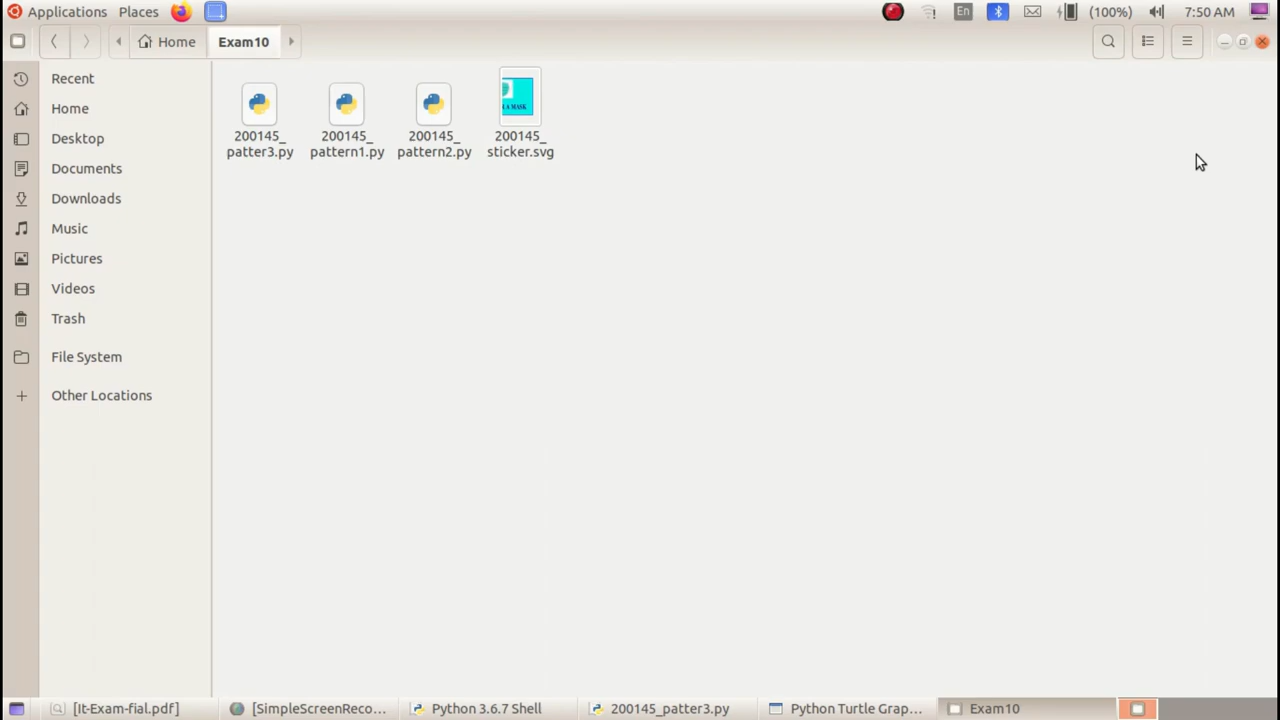 Applications Places En (100%) 7:50 AM
Home Exam10
Recent
Home
Desktop
Documents
Downloads
Music
Pictures
Videos
Trash
File System
Other Locations
200145_
patter3.py
200145_
pattern1.py
200145_
pattern2.py
LA MASK
200145_
sticker.svg
[It-Exam-fial.pdf] [SimpleScreenReco... Python 3.6.7 Shell 200145_patter3.py Python Turtle Grap... Exam10